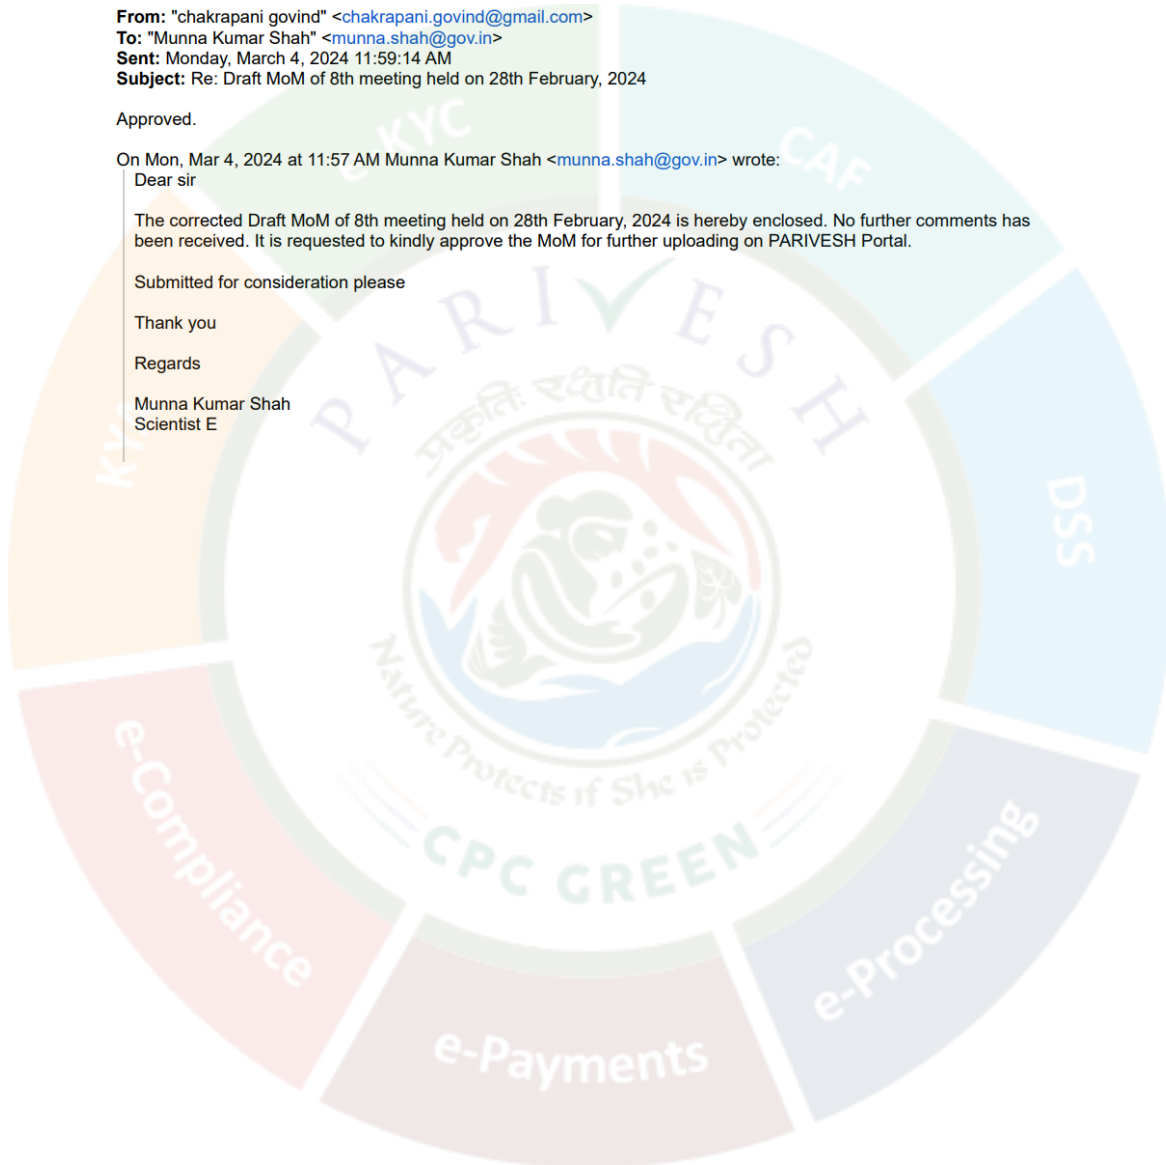 From: "chakrapani govind" <chakrapani.govind@gmail.com>
To: "Munna Kumar Shah" <munna.shah@gov.in>
Sent: Monday, March 4, 2024 11:59:14 AM
Subject: Re: Draft MoM of 8th meeting held on 28th February, 2024
Approved.
On Mon, Mar 4, 2024 at 11:57 AM Munna Kumar Shah <munna.shah@gov.in> wrote:
Dear sir
The corrected Draft MoM of 8th meeting held on 28th February, 2024 is hereby enclosed. No further comments has
been received. It is requested to kindly approve the MoM for further uploading on PARIVESH Portal.
Submitted for consideration please
Thank you
Regards
Munna Kumar Shah
Scientist E
e-KYC
CAF
DSS
e-Processing
e-Payments
e-Compliance
PARIVESH
प्रकृतिः रक्षति रक्षिता
Nature Protects if She is Protected
CPC GREEN